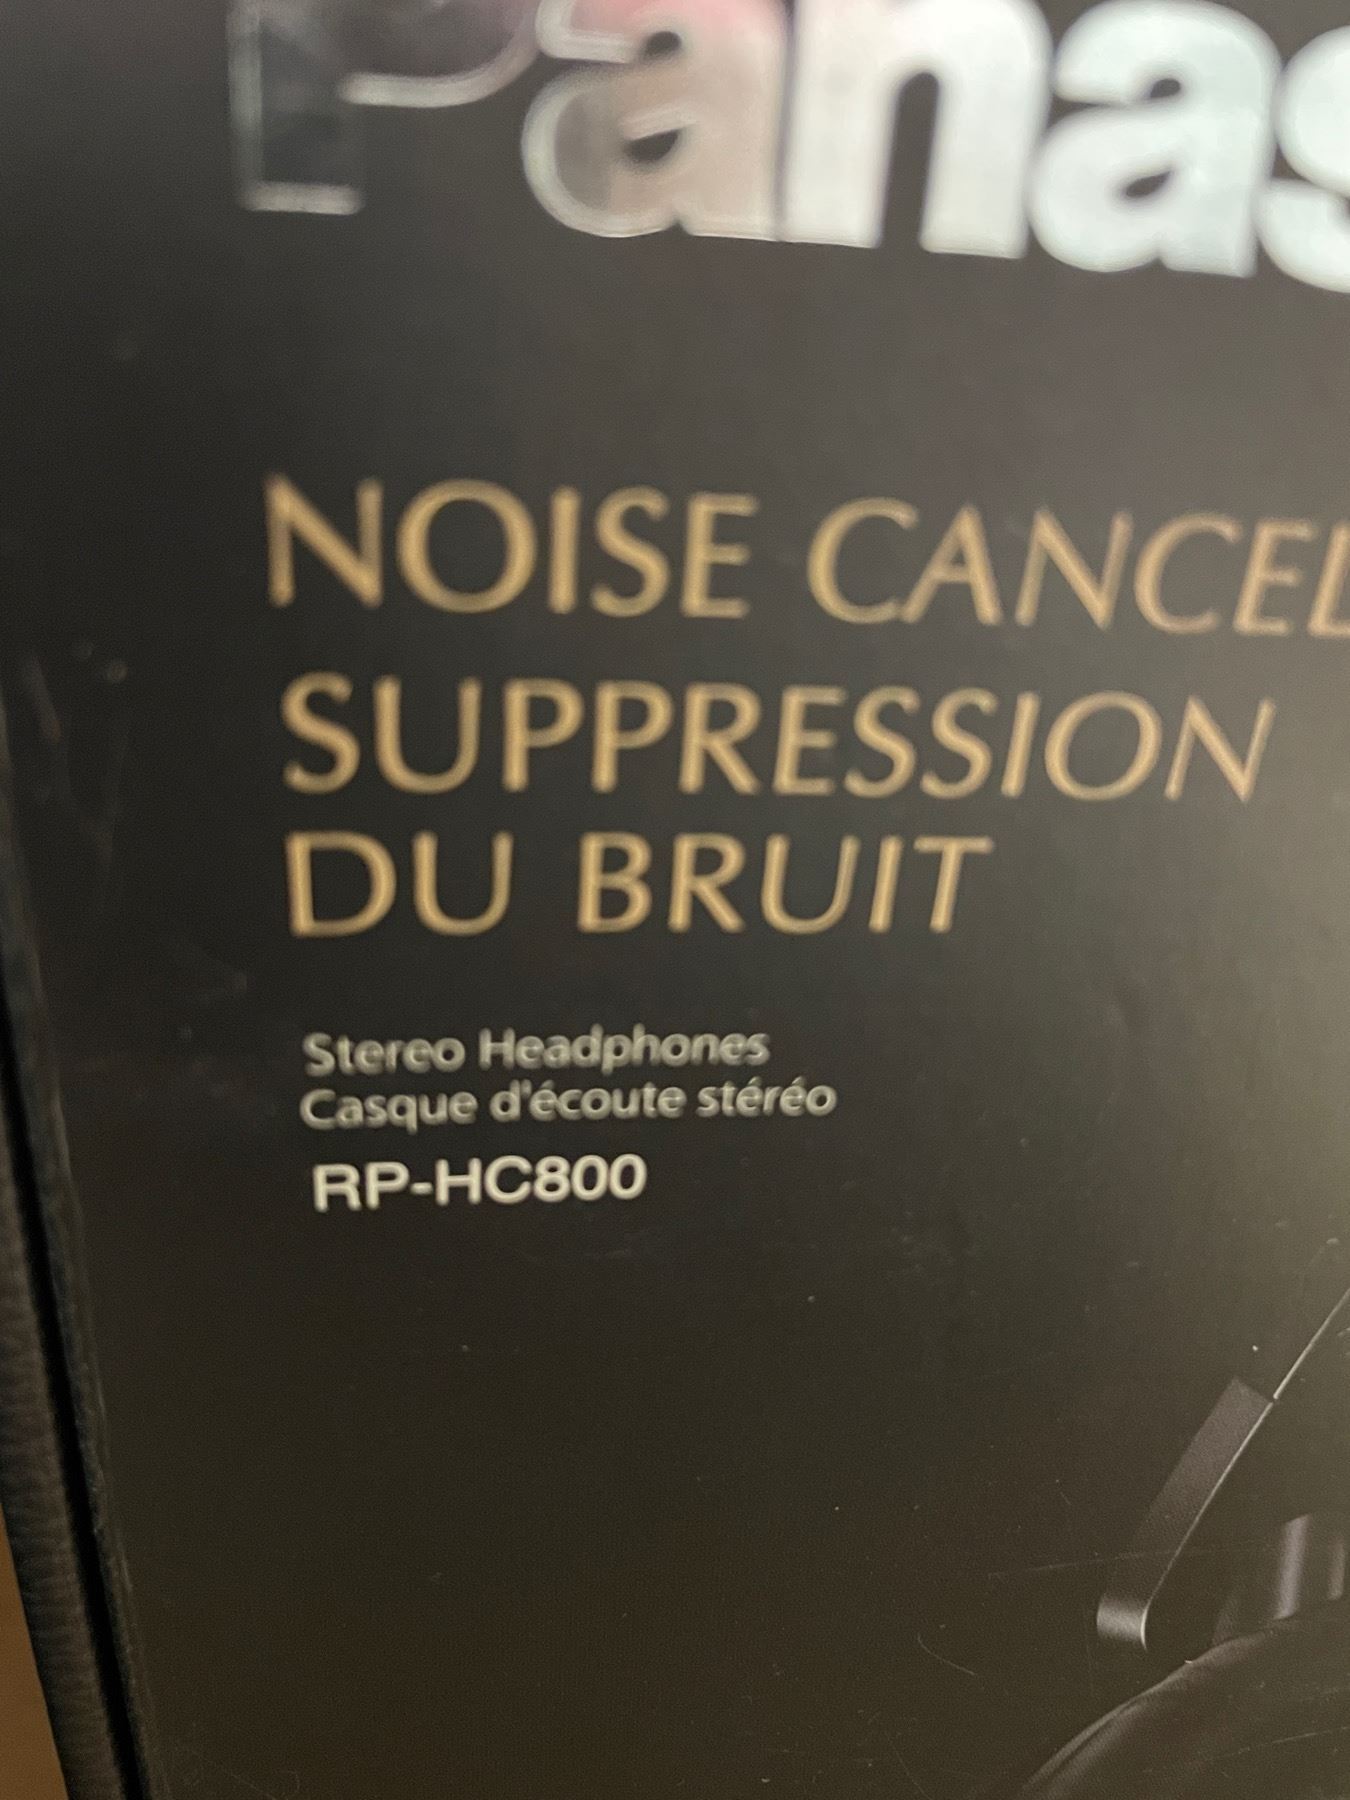 Panas
NOISE CANCEL
SUPPRESSION
DU BRUIT
Stereo Headphones
Casque d'écoute stéréo
RP-HC800